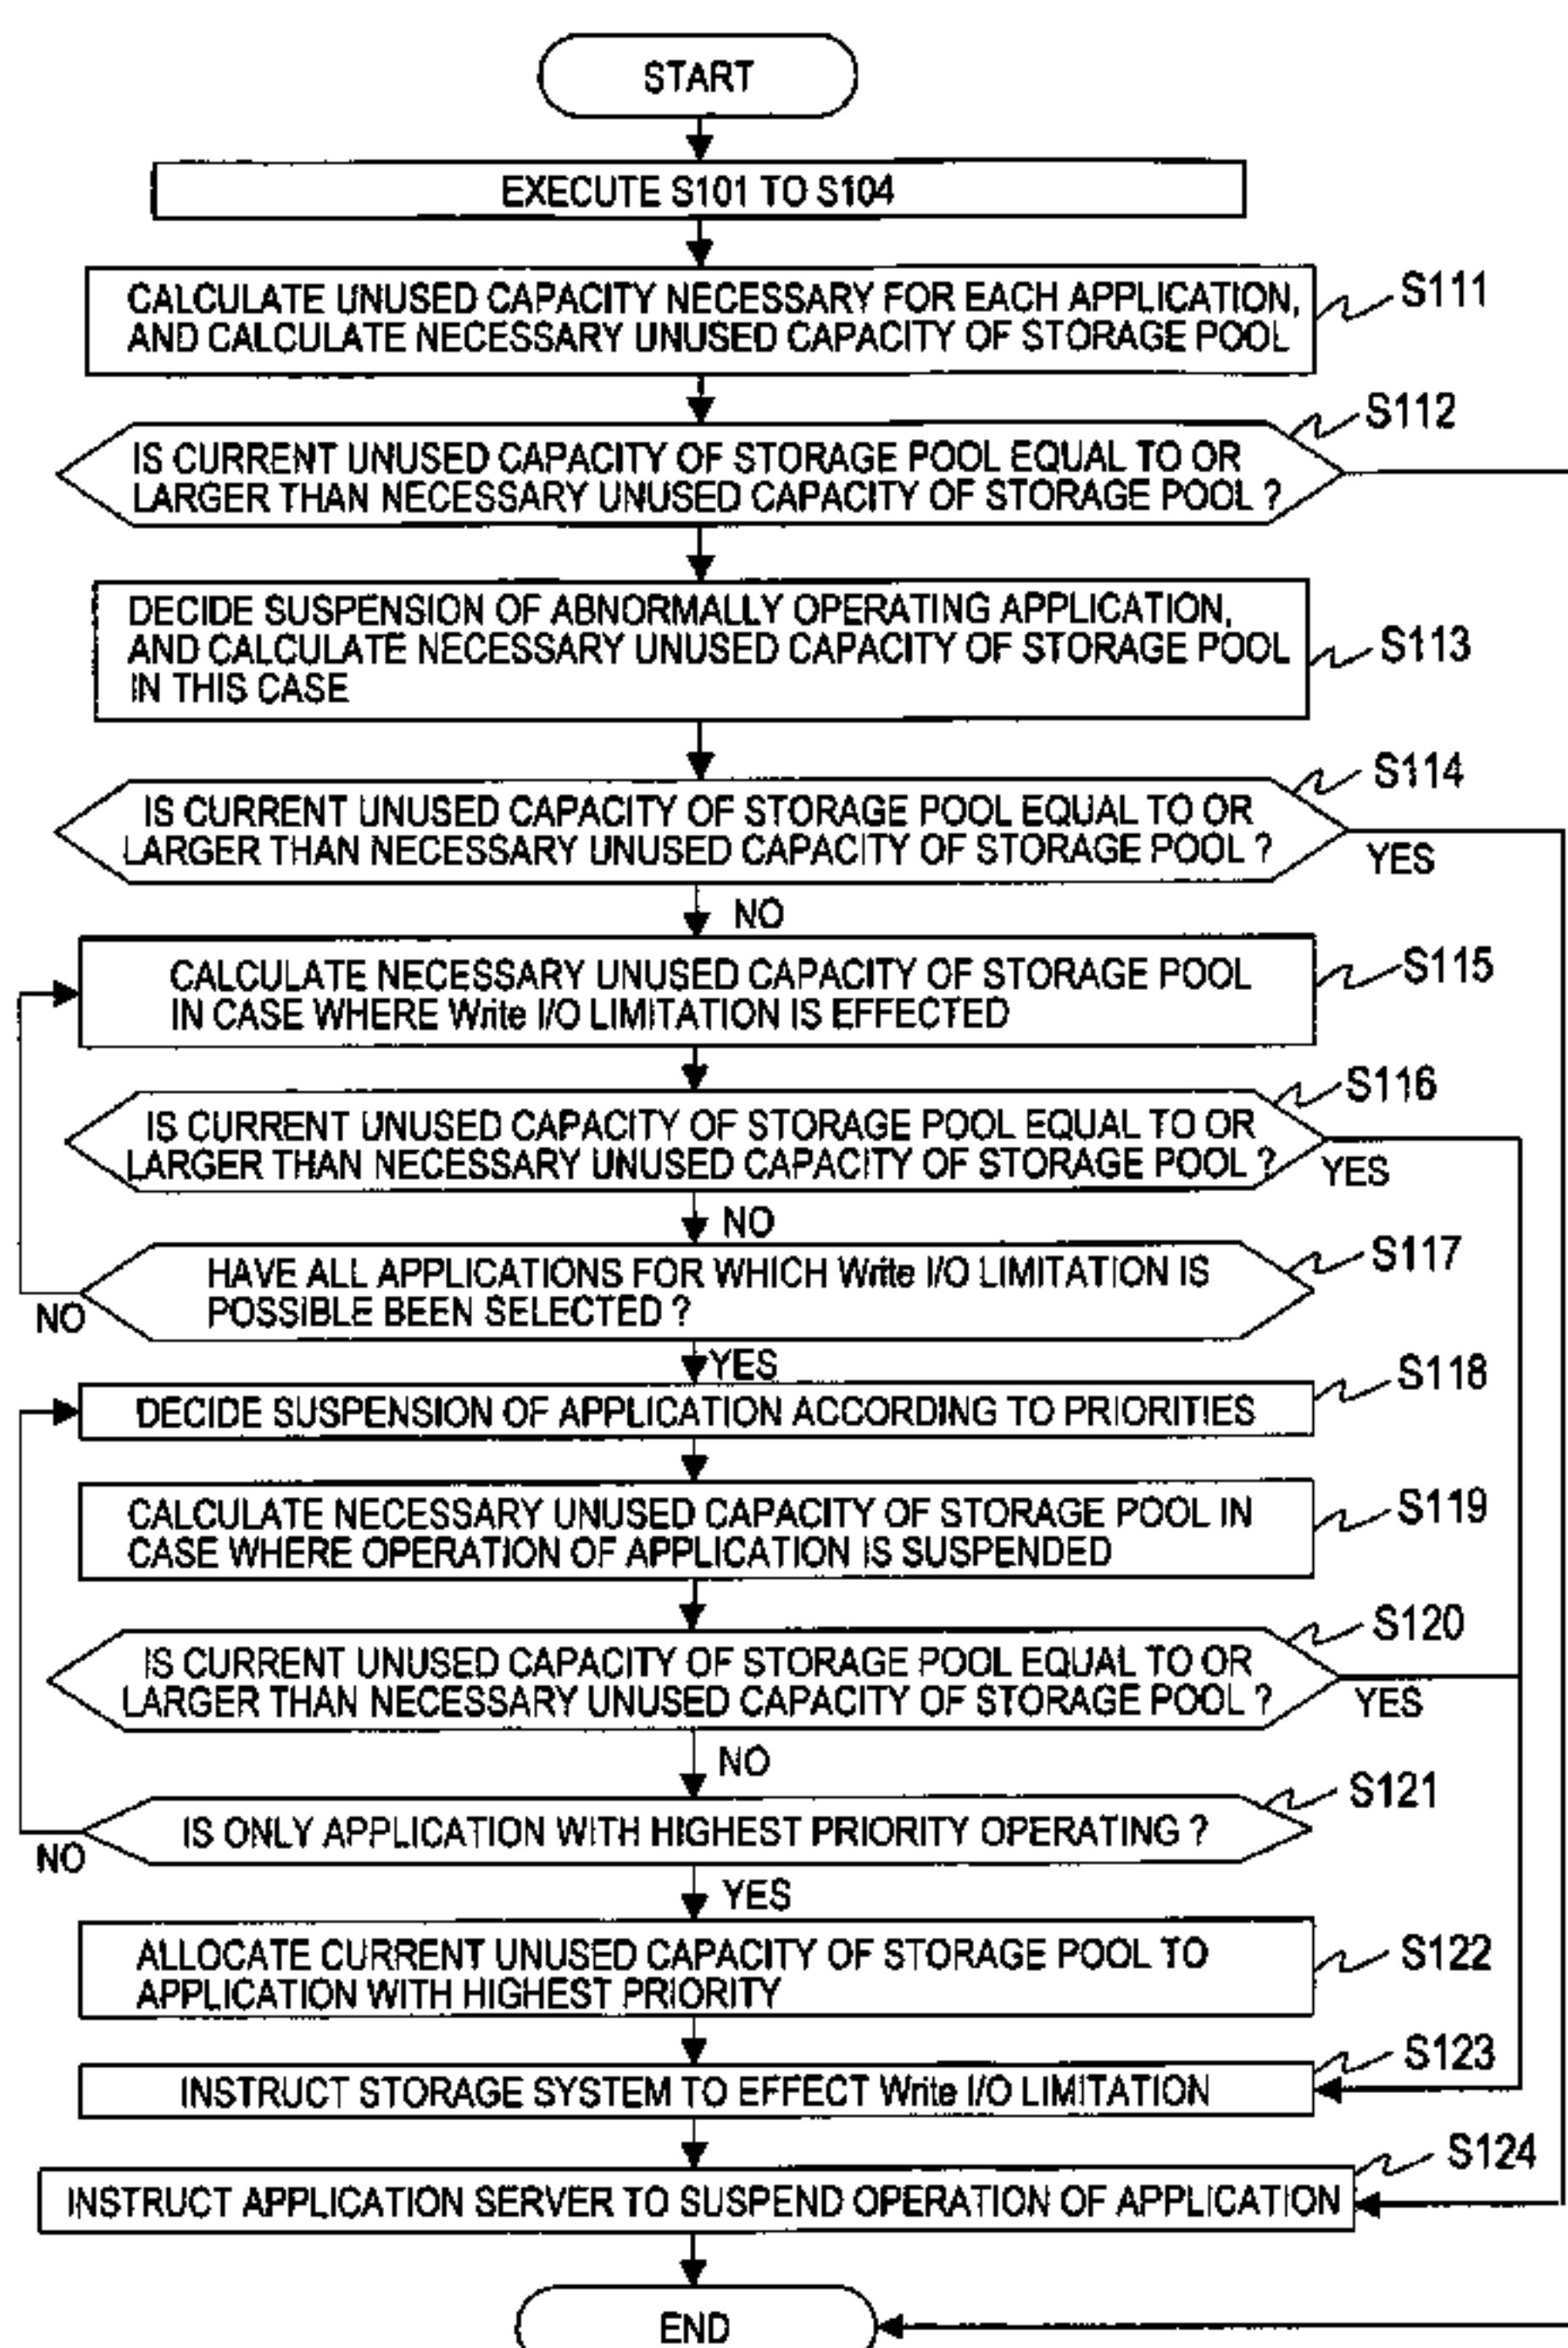 START
EXECUTE S101 TO S104
CALCULATE UNUSED CAPACITY NECESSARY FOR EACH APPLICATION,
AND CALCULATE NECESSARY UNUSED CAPACITY OF STORAGE POOL
S111
S112
IS CURRENT UNUSED CAPACITY OF STORAGE POOL EQUAL TO OR
LARGER THAN NECESSARY UNUSED CAPACITY OF STORAGE POOL ?
DECIDE SUSPENSION OF ABNORMALLY OPERATING APPLICATION,
AND CALCULATE NECESSARY UNUSED CAPACITY OF STORAGE POOL
IN THIS CASE
S113
S114
IS CURRENT UNUSED CAPACITY OF STORAGE POOL EQUAL TO OR
LARGER THAN NECESSARY UNUSED CAPACITY OF STORAGE POOL ?
YES
NO
CALCULATE NECESSARY UNUSED CAPACITY OF STORAGE POOL
IN CASE WHERE Write I/O LIMITATION IS EFFECTED
S115
S116
IS CURRENT UNUSED CAPACITY OF STORAGE POOL EQUAL TO OR
LARGER THAN NECESSARY UNUSED CAPACITY OF STORAGE POOL ?
YES
NO
S117
HAVE ALL APPLICATIONS FOR WHICH Write I/O LIMITATION IS
POSSIBLE BEEN SELECTED ?
NO
YES
S118
DECIDE SUSPENSION OF APPLICATION ACCORDING TO PRIORITIES
CALCULATE NECESSARY UNUSED CAPACITY OF STORAGE POOL IN
CASE WHERE OPERATION OF APPLICATION IS SUSPENDED
S119
S120
IS CURRENT UNUSED CAPACITY OF STORAGE POOL EQUAL TO OR
LARGER THAN NECESSARY UNUSED CAPACITY OF STORAGE POOL ?
YES
NO
S121
IS ONLY APPLICATION WITH HIGHEST PRIORITY OPERATING ?
NO
YES
ALLOCATE CURRENT UNUSED CAPACITY OF STORAGE POOL TO
APPLICATION WITH HIGHEST PRIORITY
S122
S123
INSTRUCT STORAGE SYSTEM TO EFFECT Write I/O LIMITATION
S124
INSTRUCT APPLICATION SERVER TO SUSPEND OPERATION OF APPLICATION
END